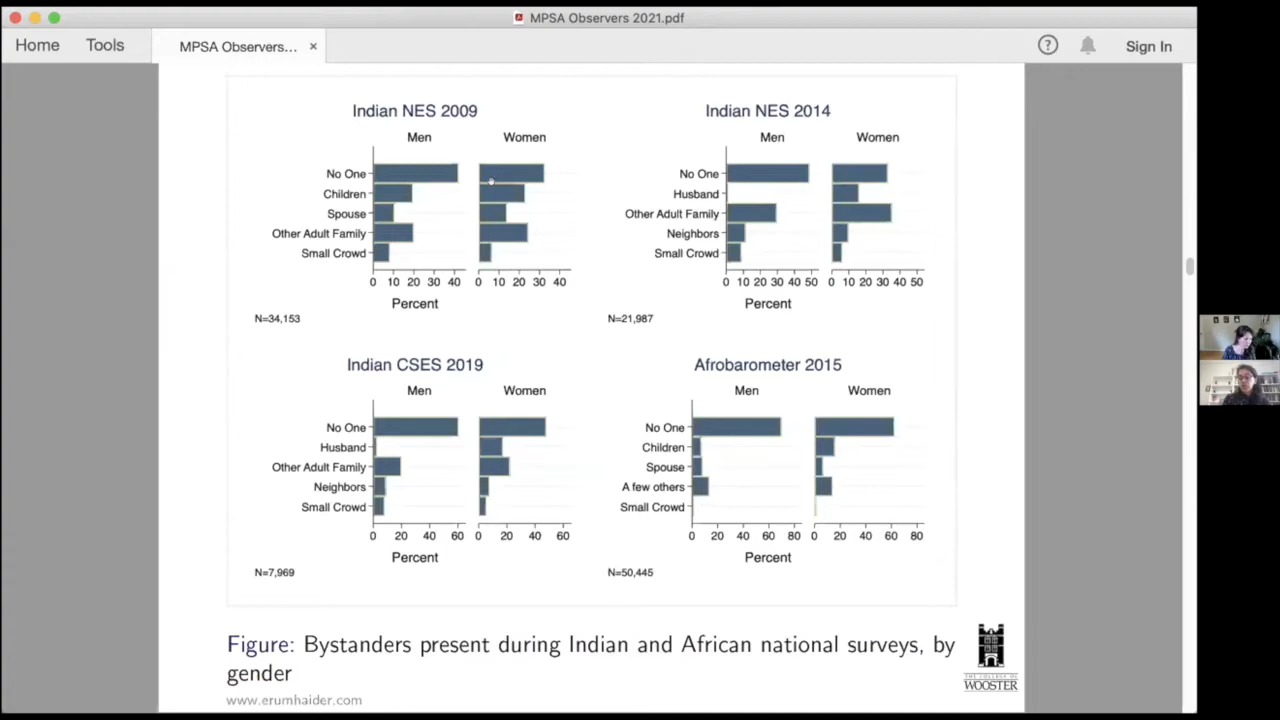 MPSA Observers 2021.pdf
Home Tools MPSA Observers... × ? Sign In
Indian NES 2009
Men Women
No One
Children
Spouse
Other Adult Family
Small Crowd
0 10 20 30 40 0 10 20 30 40
Percent
N=34,153
Indian NES 2014
Men Women
No One
Husband
Other Adult Family
Neighbors
Small Crowd
0 10 20 30 40 50 0 10 20 30 40 50
Percent
N=21,987
Indian CSES 2019
Men Women
No One
Husband
Other Adult Family
Neighbors
Small Crowd
0 20 40 60 0 20 40 60
Percent
N=7,969
Afrobarometer 2015
Men Women
No One
Children
Spouse
A few others
Small Crowd
0 20 40 60 80 0 20 40 60 80
Percent
N=50,445
Figure: Bystanders present during Indian and African national surveys, by
gender
www.erumhaider.com
THE COLLEGE OF
WOOSTER